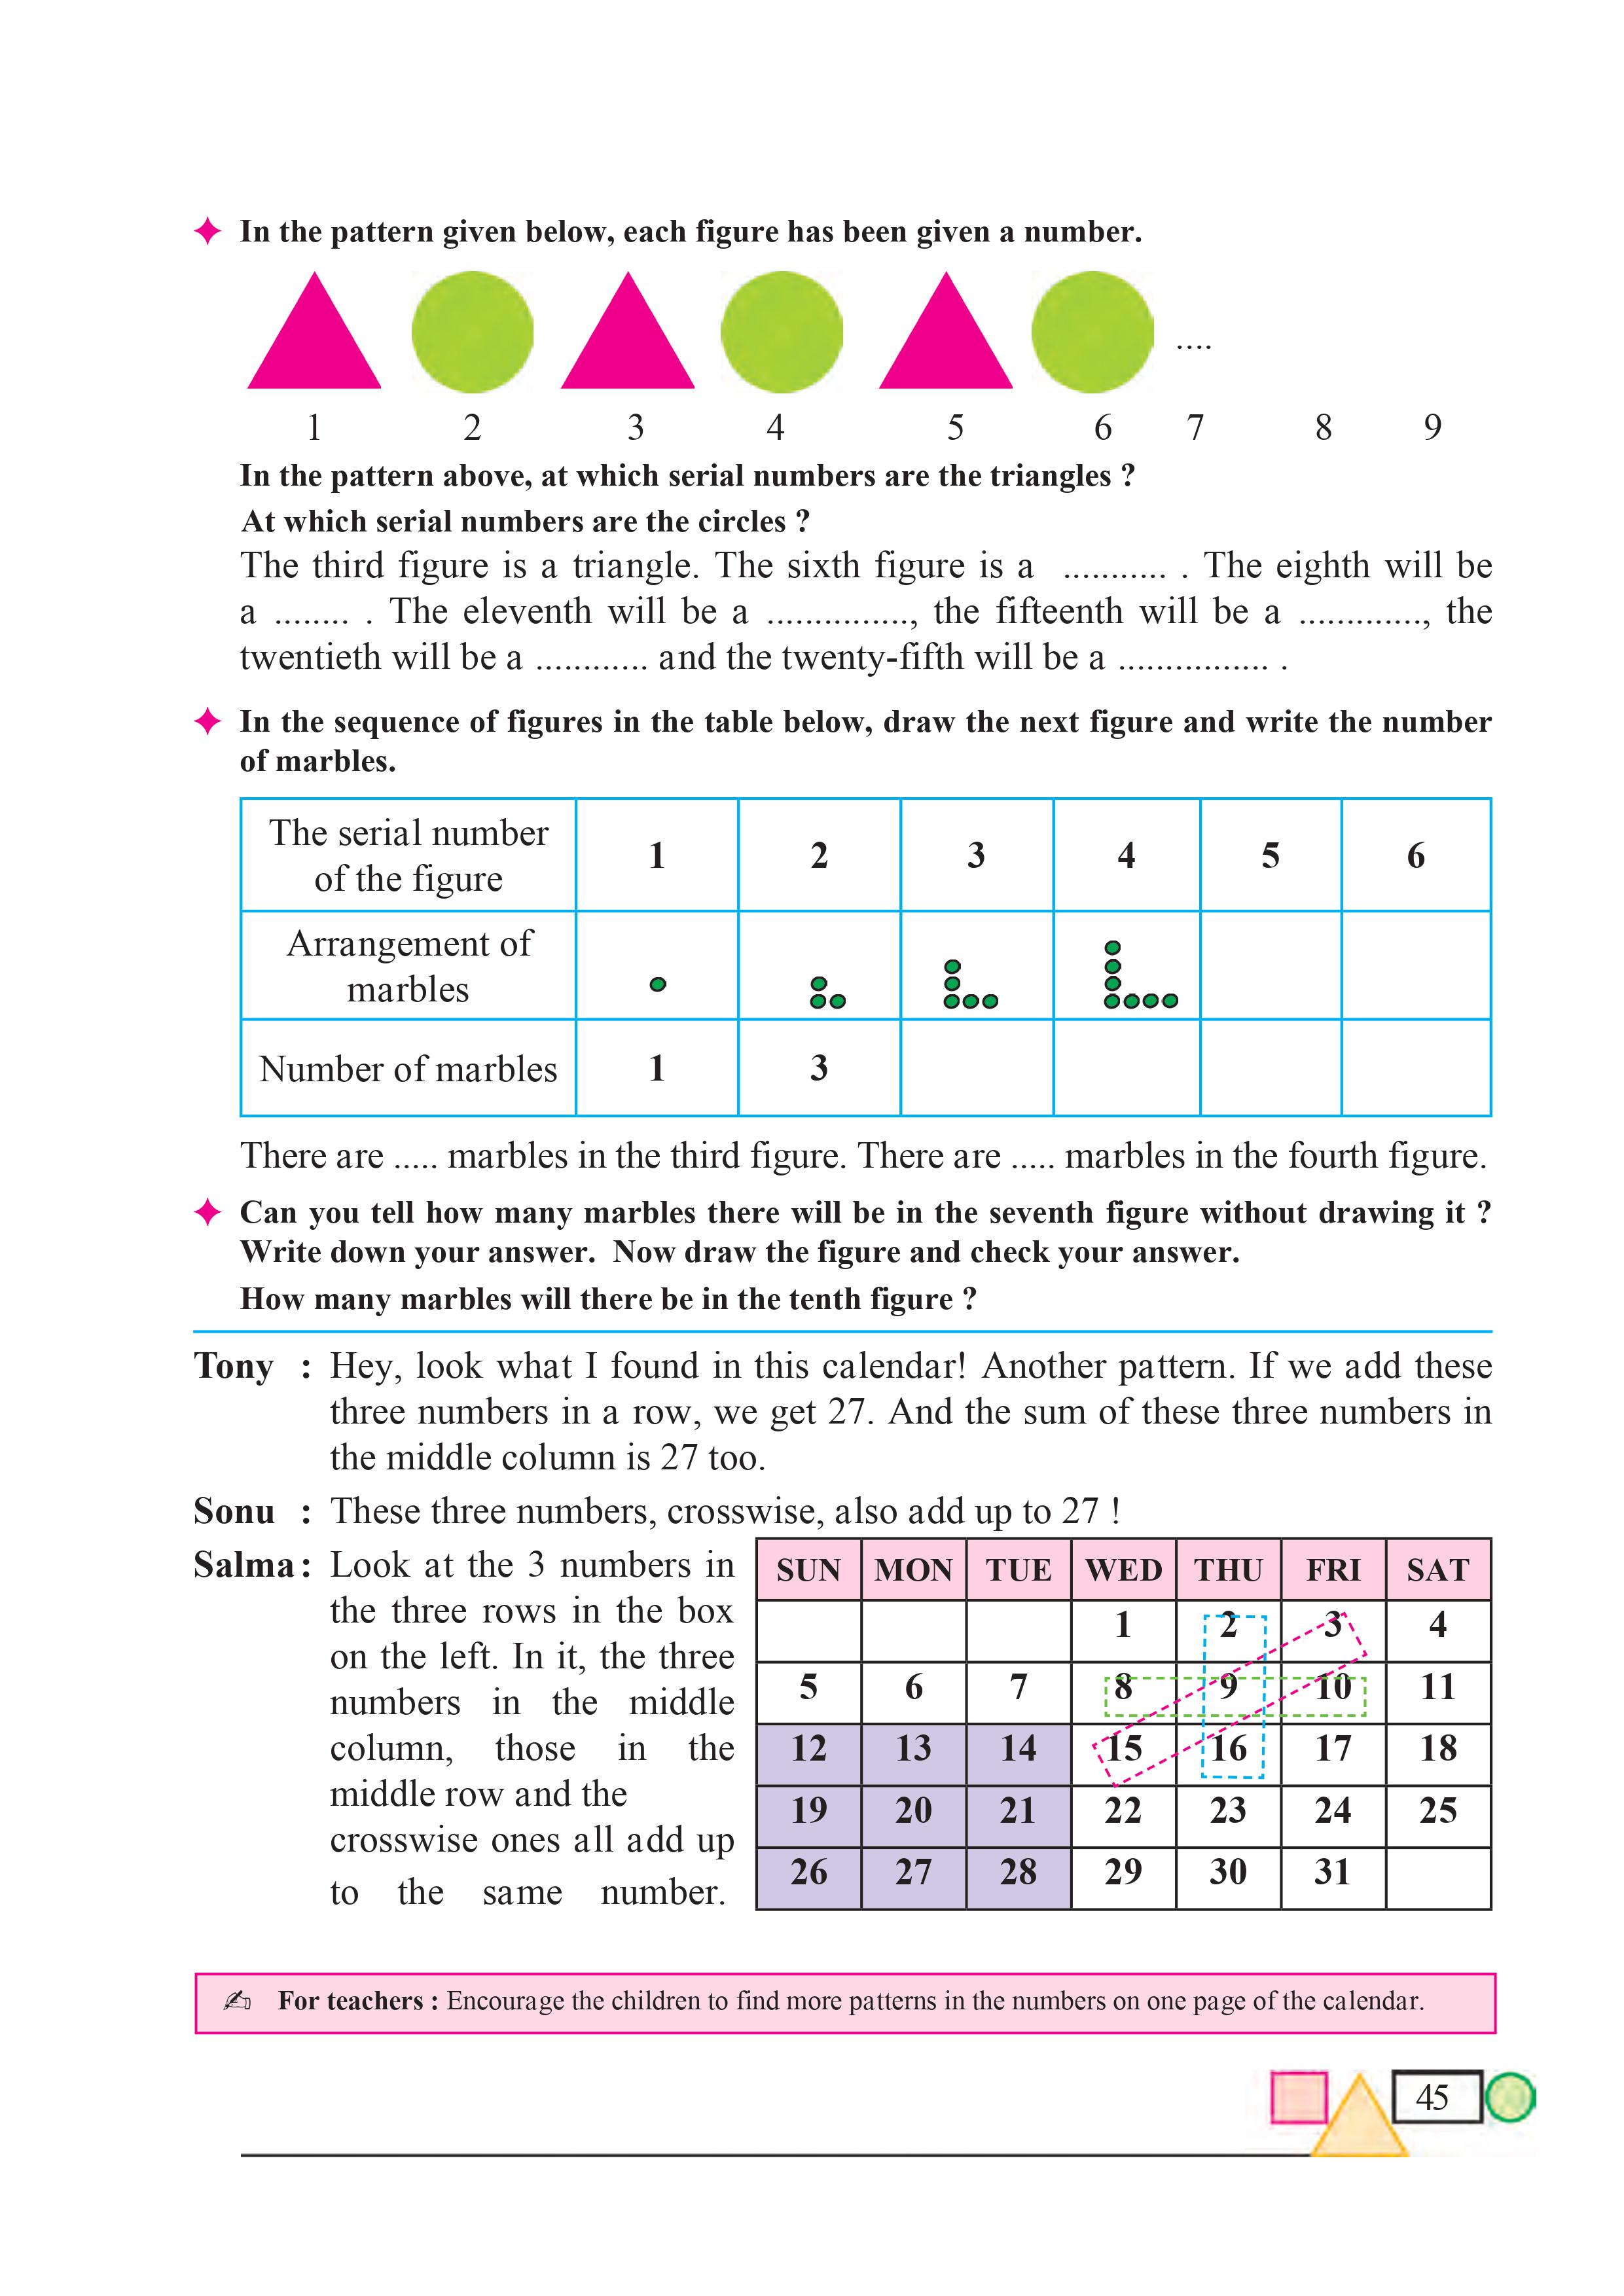 In the pattern given below, each figure has been given a number.
....
1 2 3 4 5 6 7 8 9
In the pattern above, at which serial numbers are the triangles ?
At which serial numbers are the circles ?
The third figure is a triangle. The sixth figure is a ........... . The eighth will be
a ........ . The eleventh will be a ..............., the fifteenth will be a ............., the
twentieth will be a ............ and the twenty-fifth will be a ................ .
In the sequence of figures in the table below, draw the next figure and write the number
of marbles.
The serial number
of the figure
1 2 3 4 5 6
Arrangement of
marbles
Number of marbles 1 3
There are ..... marbles in the third figure. There are ..... marbles in the fourth figure.
Can you tell how many marbles there will be in the seventh figure without drawing it ?
Write down your answer. Now draw the figure and check your answer.
How many marbles will there be in the tenth figure ?
Tony : Hey, look what I found in this calendar! Another pattern. If we add these
three numbers in a row, we get 27. And the sum of these three numbers in
the middle column is 27 too.
Sonu : These three numbers, crosswise, also add up to 27 !
Salma : Look at the 3 numbers in
the three rows in the box
on the left. In it, the three
numbers in the middle
column, those in the
middle row and the
crosswise ones all add up
to the same number.
SUN MON TUE WED THU FRI SAT
1 2 3 4
5 6 7 8 9 10 11
12 13 14 15 16 17 18
19 20 21 22 23 24 25
26 27 28 29 30 31
✍ For teachers : Encourage the children to find more patterns in the numbers on one page of the calendar.
45